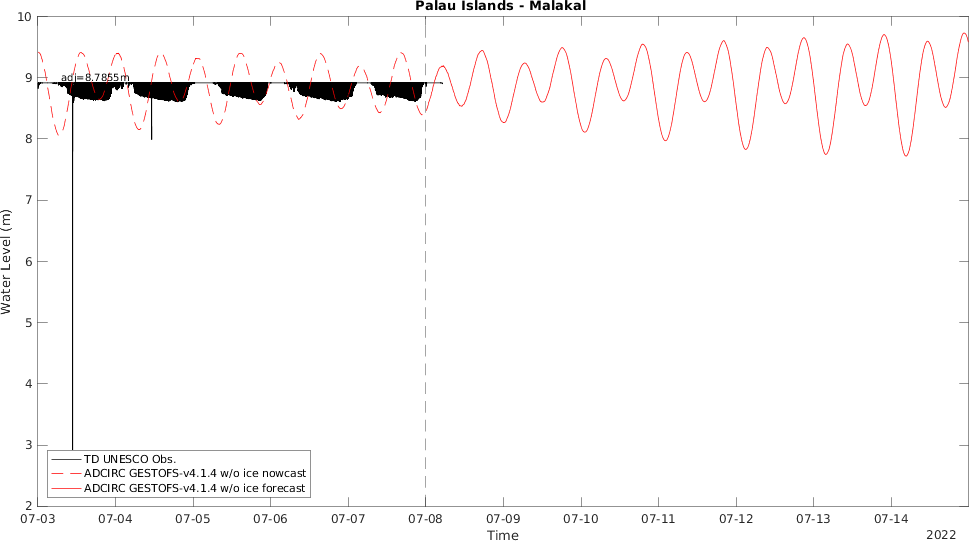 Palau Islands - Malakal
10
9
8
7
6
5
4
3
2
Water Level (m)
adj=8.7855m
TD UNESCO Obs.
ADCIRC GESTOFS-v4.1.4 w/o ice nowcast
ADCIRC GESTOFS-v4.1.4 w/o ice forecast
07-03 07-04 07-05 07-06 07-07 07-08 07-09 07-10 07-11 07-12 07-13 07-14
Time
2022